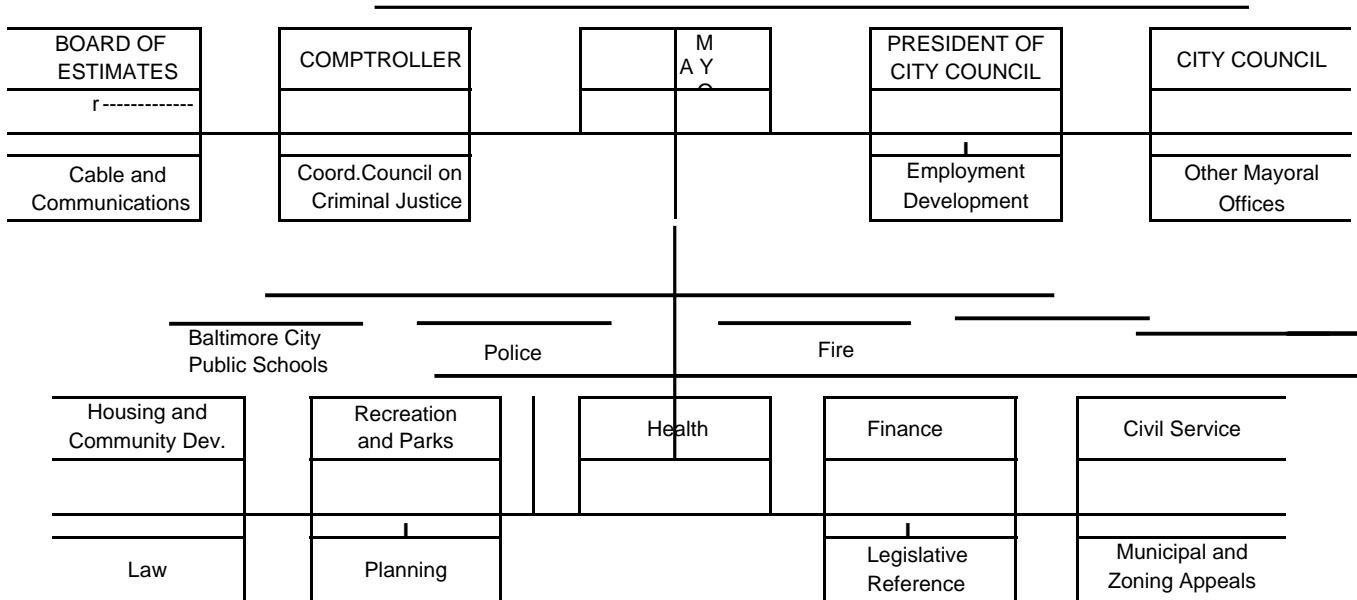 BOARD OF
ESTIMATES
COMPTROLLER
M
A Y
PRESIDENT OF
CITY COUNCIL
CITY COUNCIL
r -------------
Cable and
Communications
Coord.Council on
Criminal Justice
Employment
Development
Other Mayoral
Offices
Baltimore City
Public Schools
Police
Fire
Housing and
Community Dev.
Recreation
and Parks
Health
Finance
Civil Service
Law
Planning
Legislative
Reference
Municipal and
Zoning Appeals